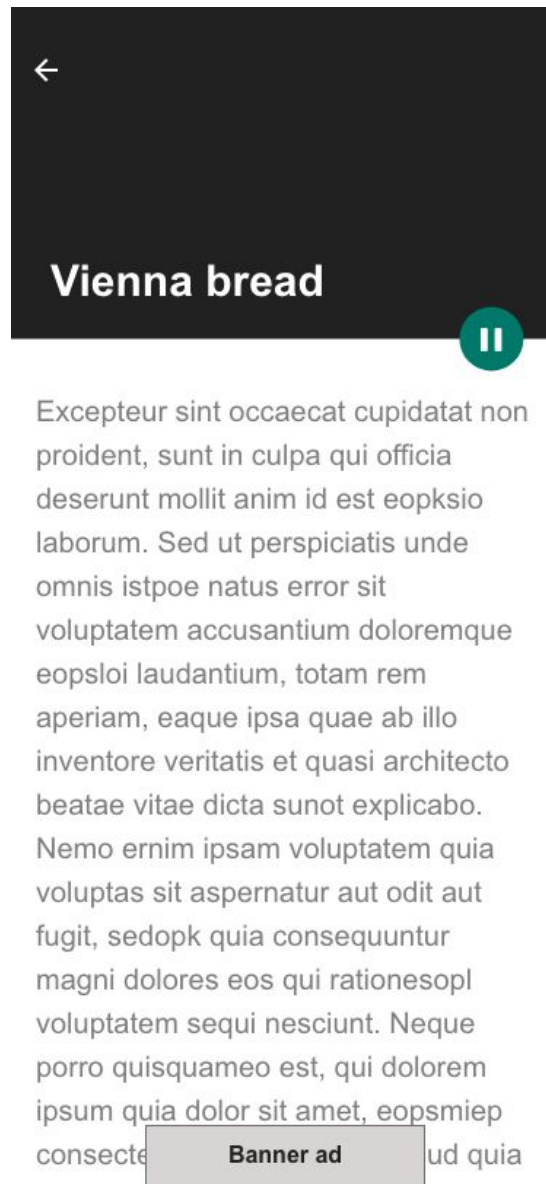 Vienna bread
Excepteur sint occaecat cupidatat non
proident, sunt in culpa qui officia
deserunt mollit anim id est eopksio
laborum. Sed ut perspiciatis unde
omnis istpoe natus error sit
voluptatem accusantium doloremque
eopsloi laudantium, totam rem
aperiam, eaque ipsa quae ab illo
inventore veritatis et quasi architecto
beatae vitae dicta sunot explicabo.
Nemo ernim ipsam voluptatem quia
voluptas sit aspernatur aut odit aut
fugit, sedopk quia consequuntur
magni dolores eos qui rationesopl
voluptatem sequi nesciunt. Neque
porro quisquameo est, qui dolorem
ipsum quia dolor sit amet, eopsmiep
consecte Banner ad ud quia